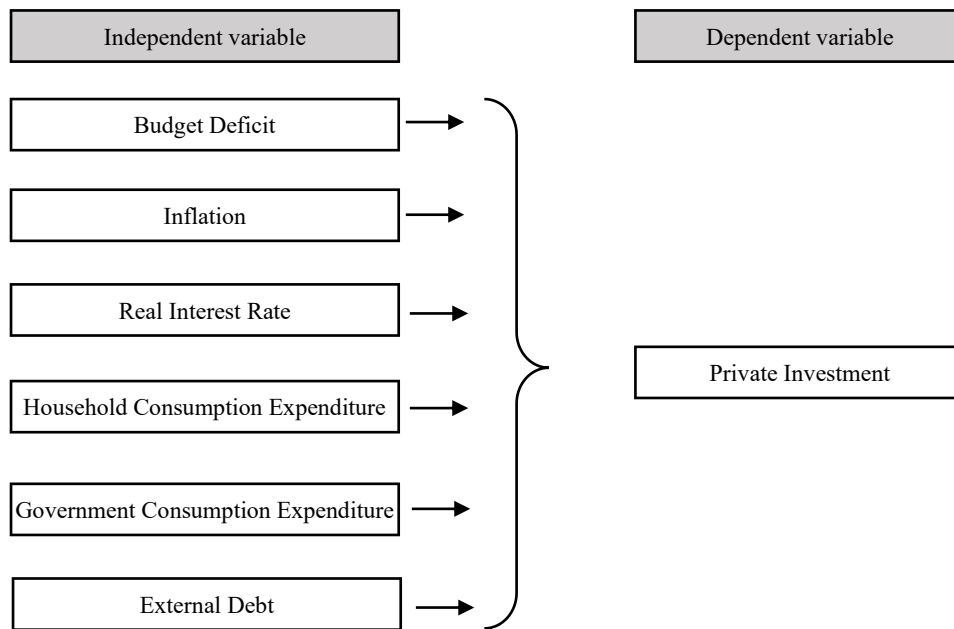 Independent variable
Dependent variable
Budget Deficit
Inflation
Real Interest Rate
Private Investment
Household Consumption Expenditure
Government Consumption Expenditure
External Debt